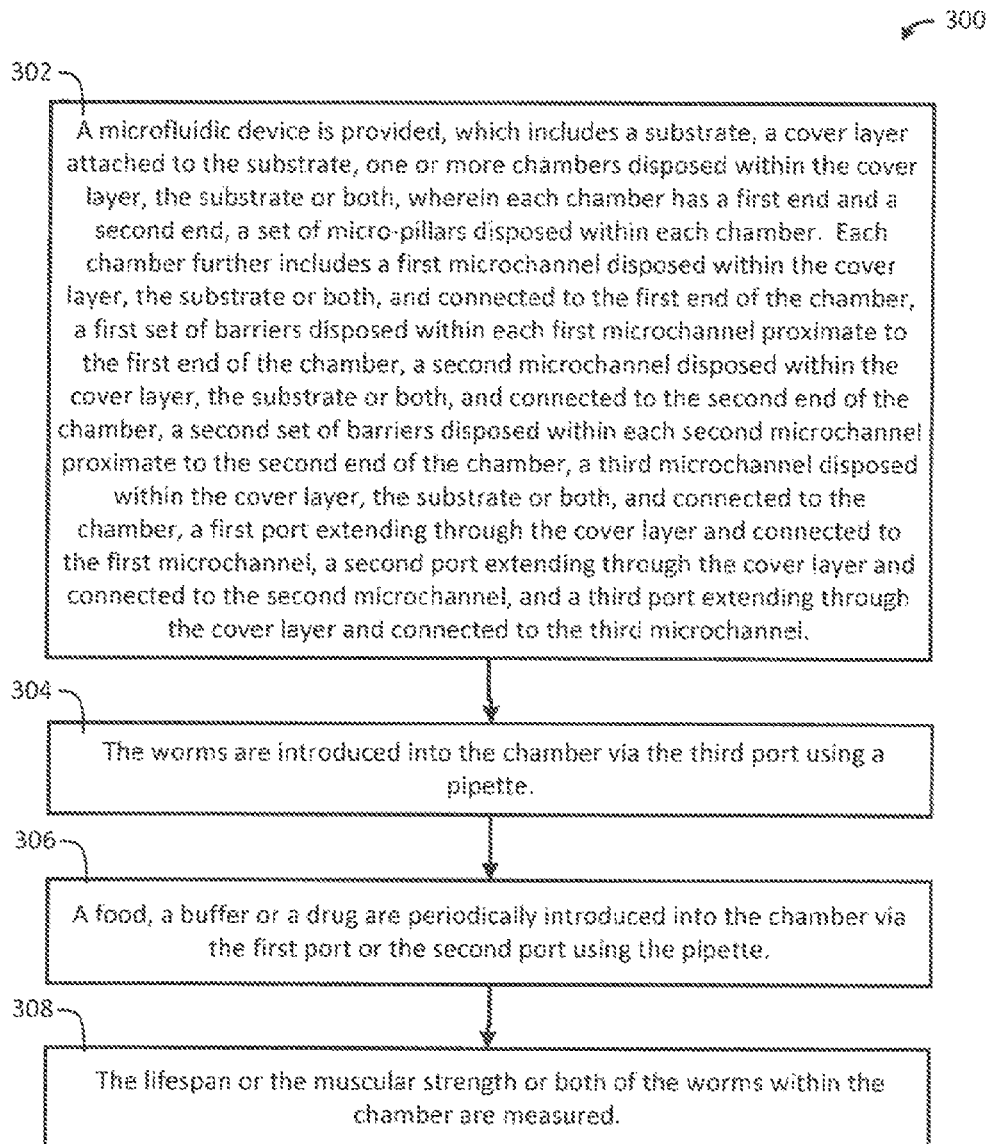 300
302
A microfluidic device is provided, which includes a substrate, a cover layer
attached to the substrate, one or more chambers disposed within the cover
layer, the substrate or both, wherein each chamber has a first end and a
second end, a set of micro-pillars disposed within each chamber. Each
chamber further includes a first microchannel disposed within the cover
layer, the substrate or both, and connected to the first end of the chamber,
a first set of barriers disposed within each first microchannel proximate to
the first end of the chamber, a second microchannel disposed within the
cover layer, the substrate or both, and connected to the second end of the
chamber, a second set of barriers disposed within each second microchannel
proximate to the second end of the chamber, a third microchannel disposed
within the cover layer, the substrate or both, and connected to the
chamber, a first port extending through the cover layer and connected to
the first microchannel, a second port extending through the cover layer and
connected to the second microchannel, and a third port extending through
the cover layer and connected to the third microchannel.
304
The worms are introduced into the chamber via the third port using a
pipette.
306
A food, a buffer or a drug are periodically introduced into the chamber via
the first port or the second port using the pipette.
308
The lifespan or the muscular strength or both of the worms within the
chamber are measured.